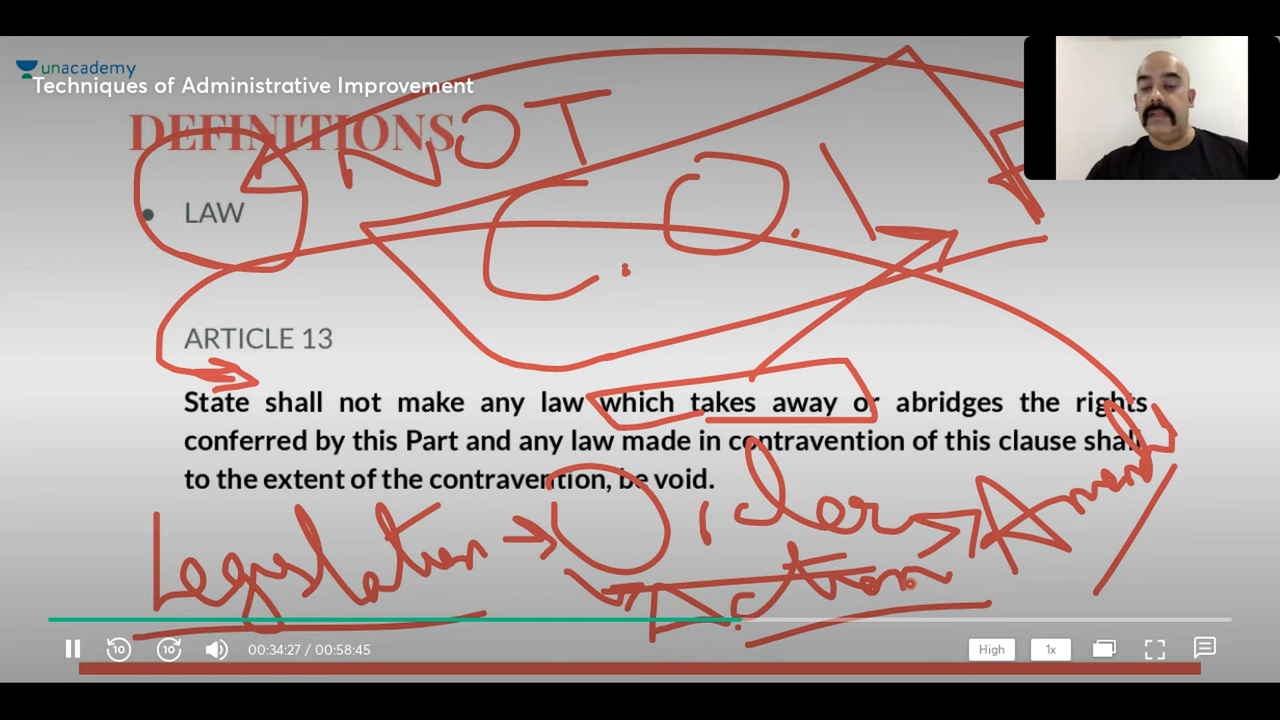 unacademy
Techniques of Administrative Improvement
DEFINITIONS
NOT
LAW
C. O. I
ARTICLE 13
State shall not make any law which takes away or abridges the rights
conferred by this Part and any law made in contravention of this clause shall
to the extent of the contravention, be void.
Legislation → Order → Amend
Action
10 10 00:34:27 / 00:58:45 High 1x